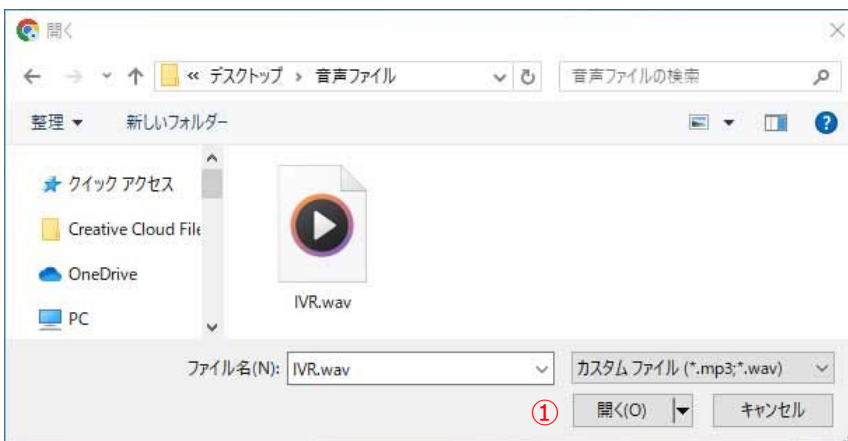 開く
« デスクトップ › 音声ファイル 音声ファイルの検索
整理 新しいフォルダー
クイック アクセス
Creative Cloud File
OneDrive
PC
IVR.wav
ファイル名(N): IVR.wav カスタム ファイル (*.mp3;*.wav)
① 開く(O) キャンセル